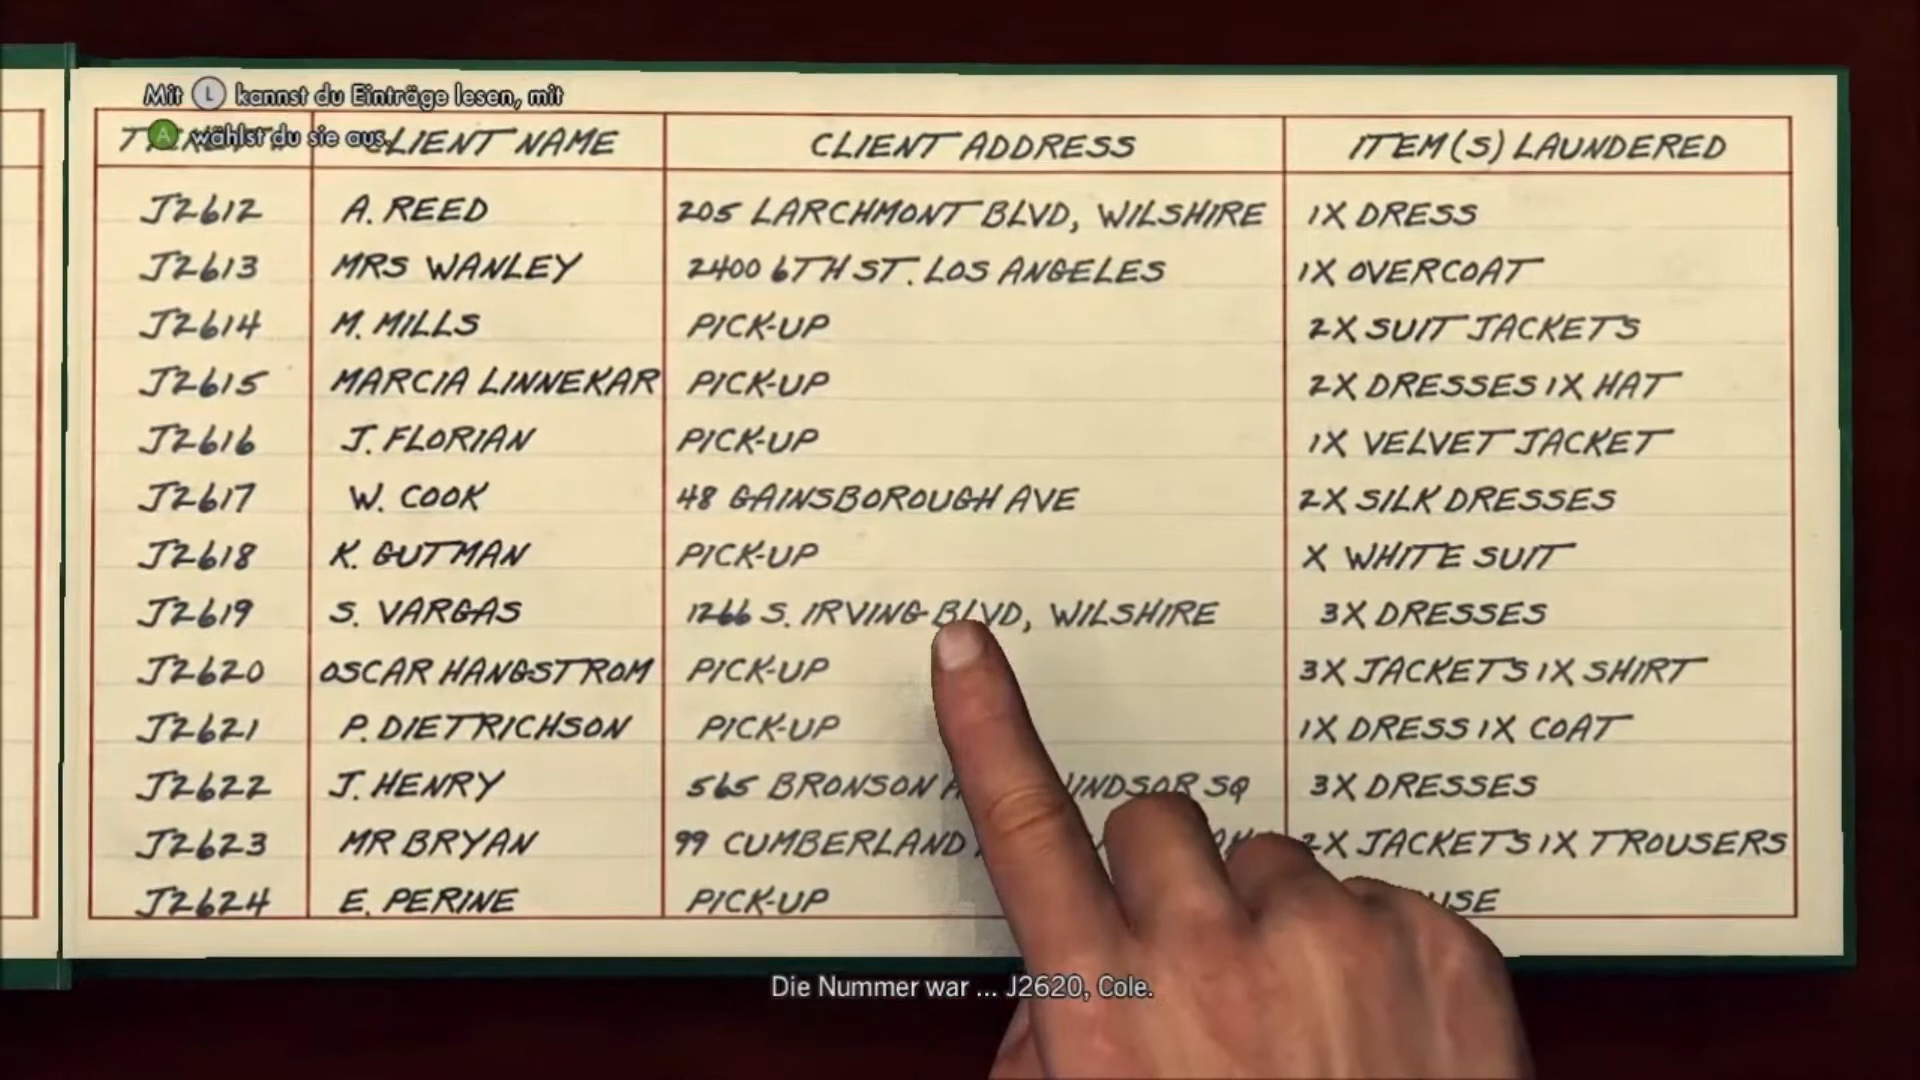 Mit L kannst du Einträge lesen, mit
A wählst du sie aus.
CLIENT NAME CLIENT ADDRESS ITEM(S) LAUNDERED
J2612 A. REED 205 LARCHMONT BLVD, WILSHIRE 1X DRESS
J2613 MRS WANLEY 2400 6TH ST. LOS ANGELES 1X OVERCOAT
J2614 M. MILLS PICK-UP 2X SUIT JACKETS
J2615 MARCIA LINNEKAR PICK-UP 2X DRESSES 1X HAT
J2616 J. FLORIAN PICK-UP 1X VELVET JACKET
J2617 W. COOK 48 GAINSBOROUGH AVE 2X SILK DRESSES
J2618 K. GUTMAN PICK-UP X WHITE SUIT
J2619 S. VARGAS 1266 S. IRVING BLVD, WILSHIRE 3X DRESSES
J2620 OSCAR HANGSTROM PICK-UP 3X JACKETS 1X SHIRT
J2621 P. DIETRICHSON PICK-UP 1X DRESS 1X COAT
J2622 J. HENRY 565 BRONSON SQ 3X DRESSES
J2623 MR BRYAN 99 CUMBERLAND 2X JACKETS 1X TROUSERS
J2624 E. PERINE PICK-UP
Die Nummer war ... J2620, Cole.